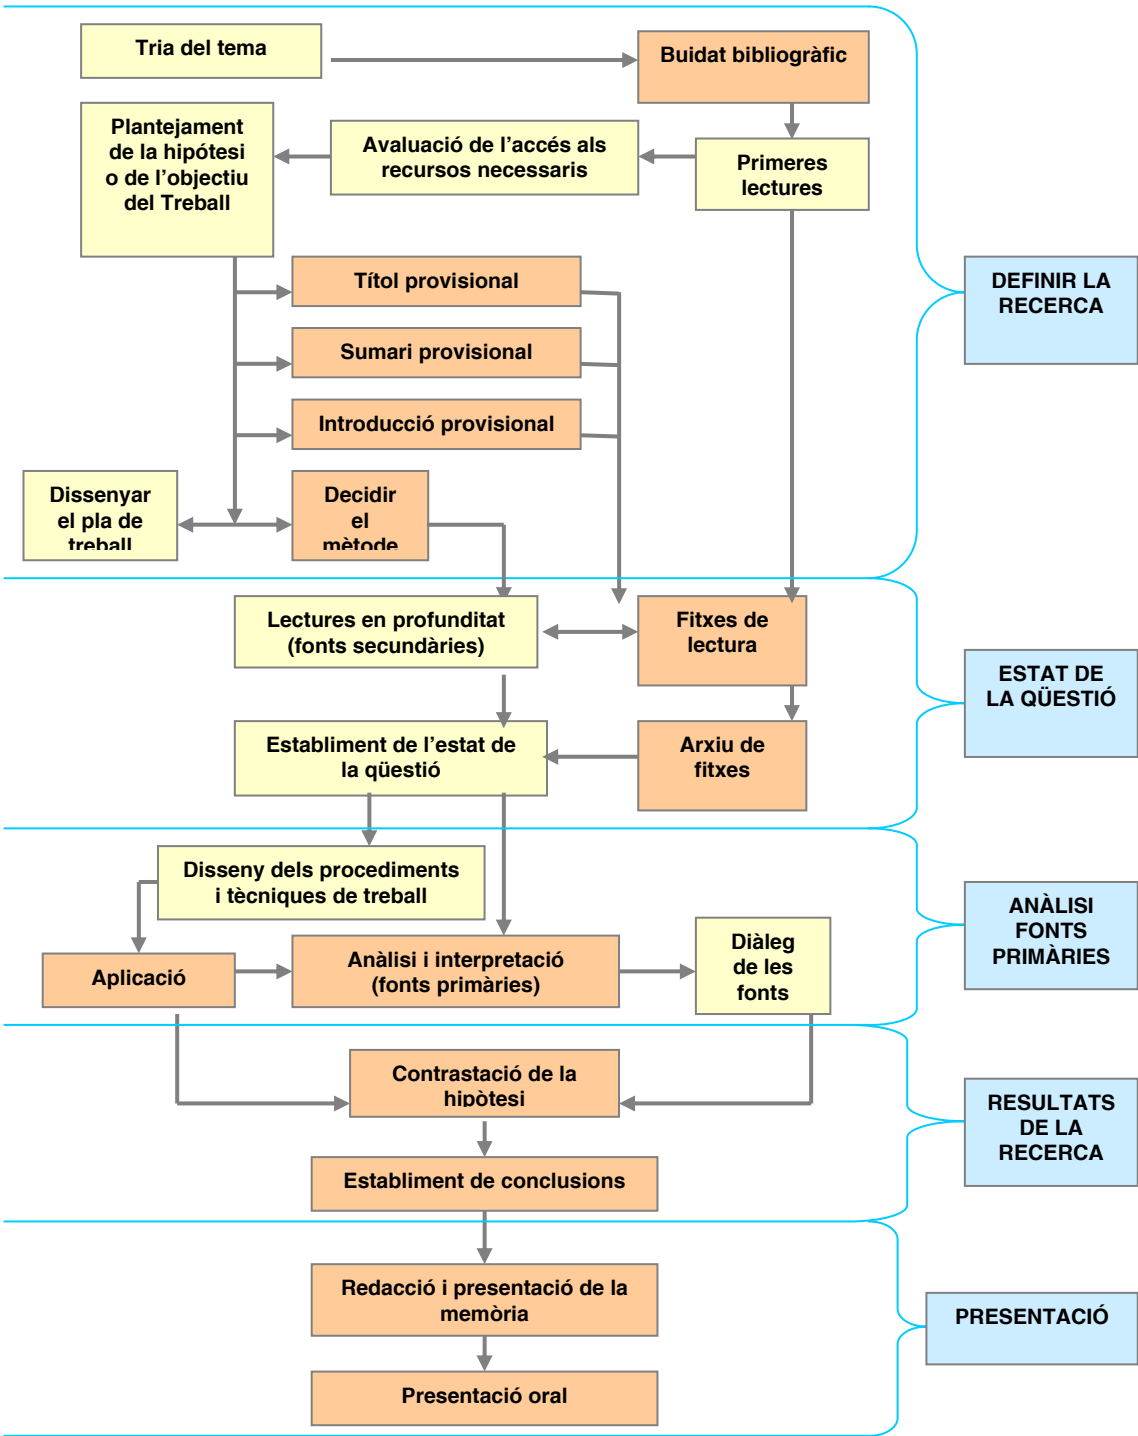 Tria del tema
Buidat bibliogràfic
Plantejament
de la hipótesi
o de l'objectiu
del Treball
Avaluació de l'accés als
recursos necessaris
Primeres
lectures
Títol provisional
DEFINIR LA
RECERCA
Sumari provisional
Introducció provisional
Dissenyar
el pla de
treball
Decidir
el
mètode
Lectures en profunditat
(fonts secundàries)
Fitxes de
lectura
ESTAT DE
LA QÜESTIÓ
Establiment de l'estat de
la qüestió
Arxiu de
fitxes
Disseny dels procediments
i tècniques de treball
ANÀLISI
FONTS
PRIMÀRIES
Aplicació
Anàlisi i interpretació
(fonts primàries)
Diàleg
de les
fonts
Contrastació de la
hipòtesi
RESULTATS
DE LA
RECERCA
Establiment de conclusions
Redacció i presentació de la
memòria
PRESENTACIÓ
Presentació oral